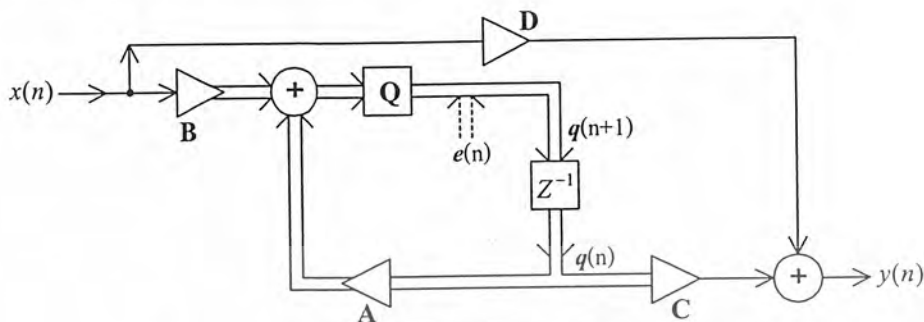 D
x(n)
B
+
Q
e(n)
q(n+1)
Z⁻¹
q(n)
A
C
+
y(n)